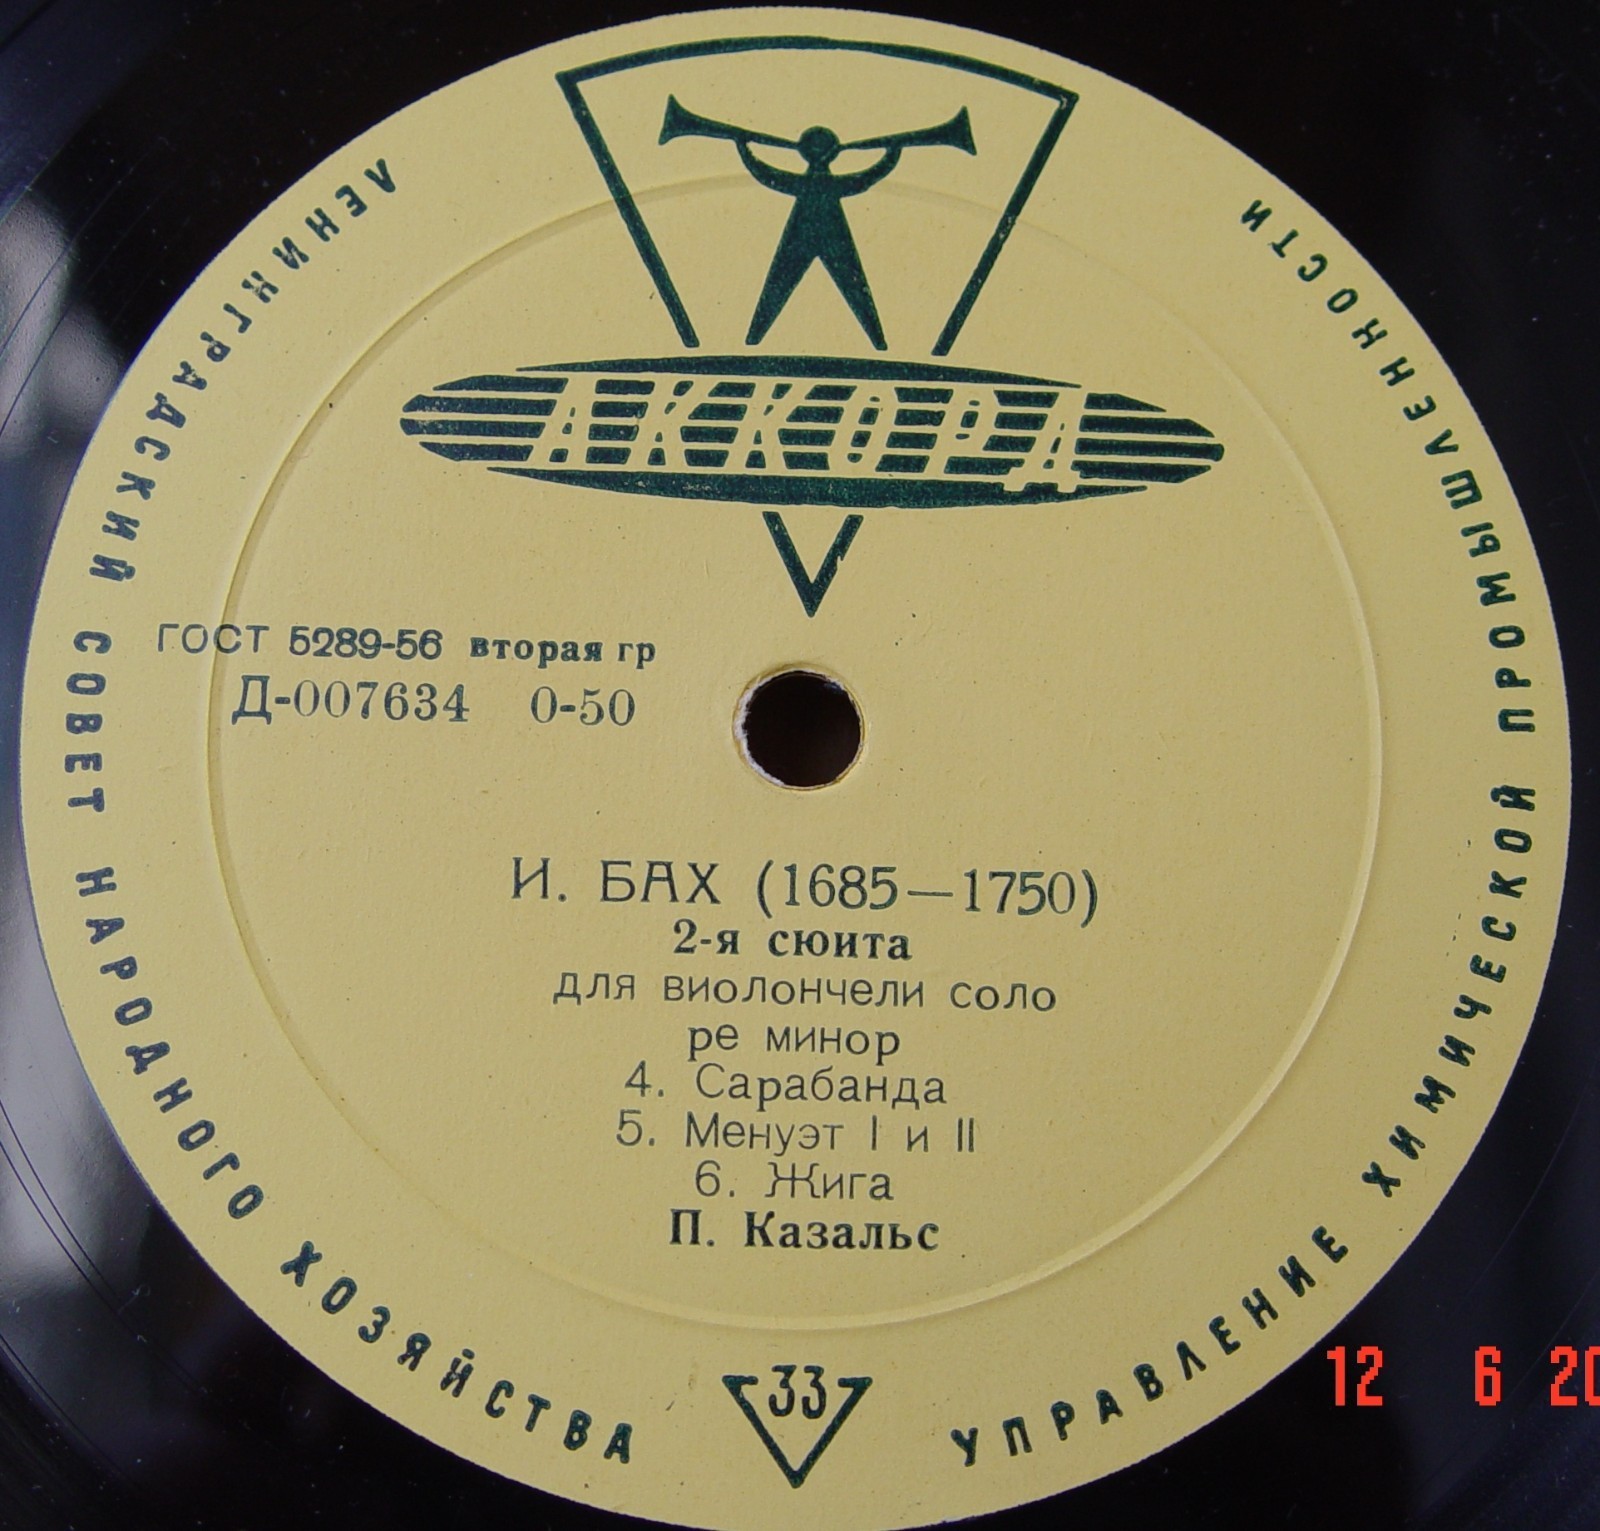 АККОРД
ЛЕНИНГРАДСКИЙ СОВЕТ НАРОДНОГО ХОЗЯЙСТВА
УПРАВЛЕНИЕ ХИМИЧЕСКОЙ ПРОМЫШЛЕННОСТИ
ГОСТ 5289-56 вторая гр
Д-007634 0-50
И. БАХ (1685—1750)
2-я сюита
для виолончели соло
ре минор
4. Сарабанда
5. Менуэт I и II
6. Жига
П. Казальс
33
12 6 20